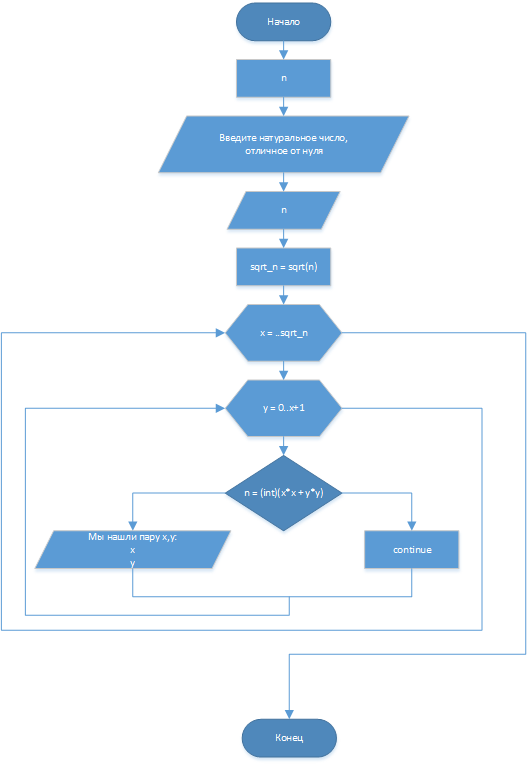 Начало
n
Введите натуральное число,
отличное от нуля
n
sqrt_n = sqrt(n)
x = ..sqrt_n
y = 0..x+1
n = (int)(x*x + y*y)
Мы нашли пару x,y:
x
y
continue
Конец